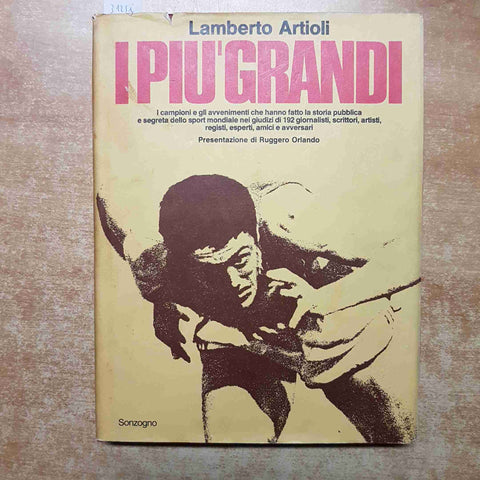 Lamberto Artioli
I PIU' GRANDI
I campioni e gli avvenimenti che hanno fatto la storia pubblica
e segreta dello sport mondiale nei giudizi di 192 giornalisti, scrittori, artisti,
registi, esperti, amici e avversari
Presentazione di Ruggero Orlando
Sonzogno